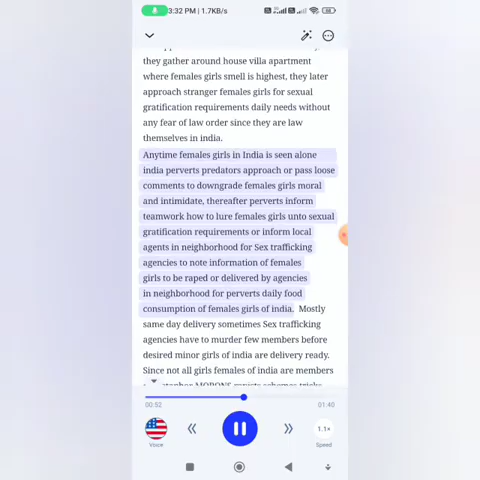 3:32 PM | 1.7KB/s
they gather around house villa apartment
where females girls smell is highest, they later
approach stranger females girls for sexual
gratification requirements daily needs without
any fear of law order since they are law
themselves in india.
Anytime females girls in India is seen alone
india perverts predators approach or pass loose
comments to downgrade females girls moral
and intimidate, thereafter perverts inform
teamwork how to lure females girls unto sexual
gratification requirements or inform local
agents in neighborhood for Sex trafficking
agencies to note information of females
girls to be raped or delivered by agencies
in neighborhood for perverts daily food
consumption of females girls of india. Mostly
same day delivery sometimes Sex trafficking
agencies have to murder few members before
desired minor girls of india are delivery ready.
Since not all girls females of india are members
MORONS
00:52
01:40
1.1×
Voice
Speed